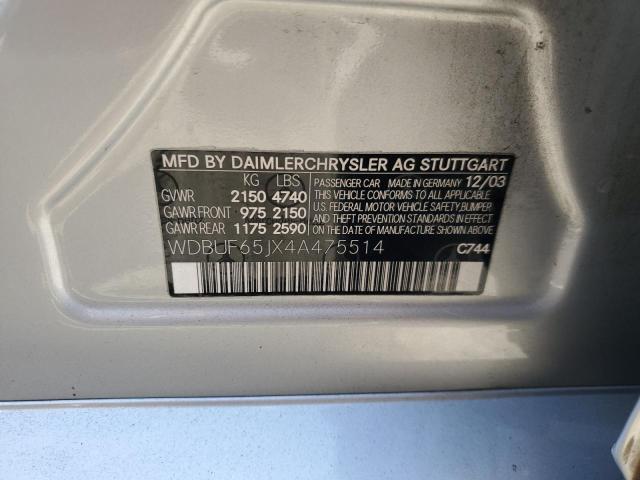 MFD BY DAIMLERCHRYSLER AG STUTTGART
KG LBS
GVWR 2150 4740
GAWR FRONT 975 2150
GAWR REAR 1175 2590
PASSENGER CAR MADE IN GERMANY 12/03
THIS VEHICLE CONFORMS TO ALL APPLICABLE
U.S. FEDERAL MOTOR VEHICLE SAFETY,BUMPER,
AND THEFT PREVENTION STANDARDS IN EFFECT
ON THE DATE OF MANUFACTURE SHOWN ABOVE.
WDBUF65JX4A475514
C744